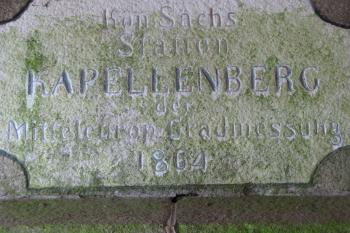 Kön Sächs
Station
KAPELLENBERG
der
Mitteleurop. Gradmessung
1864